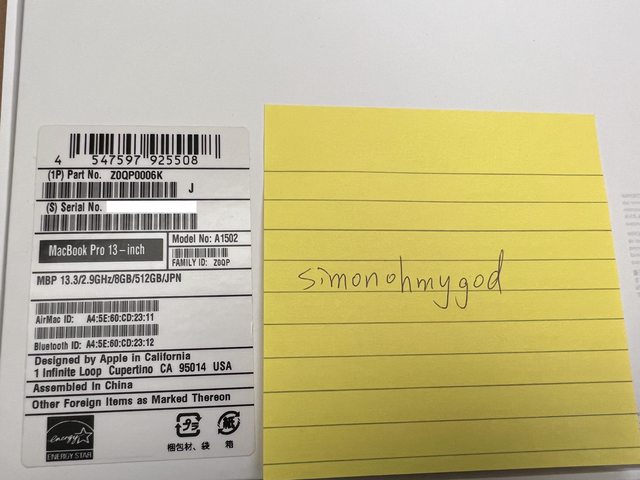 4 547597 925508
(1P) Part No. Z0QP0006K
J
(S) Serial No.
MacBook Pro 13-inch
Model No: A1502
FAMILY ID: Z0QP
MBP 13.3/2.9GHz/8GB/512GB/JPN
AirMac ID: A4:5E:60:CD:23:11
Bluetooth ID: A4:5E:60:CD:23:12
Designed by Apple in California
1 Infinite Loop Cupertino CA 95014 USA
Assembled in China
Other Foreign Items as Marked Thereon
energy
ENERGY STAR
プラ
紙
梱包材、袋
箱
simonohmygod